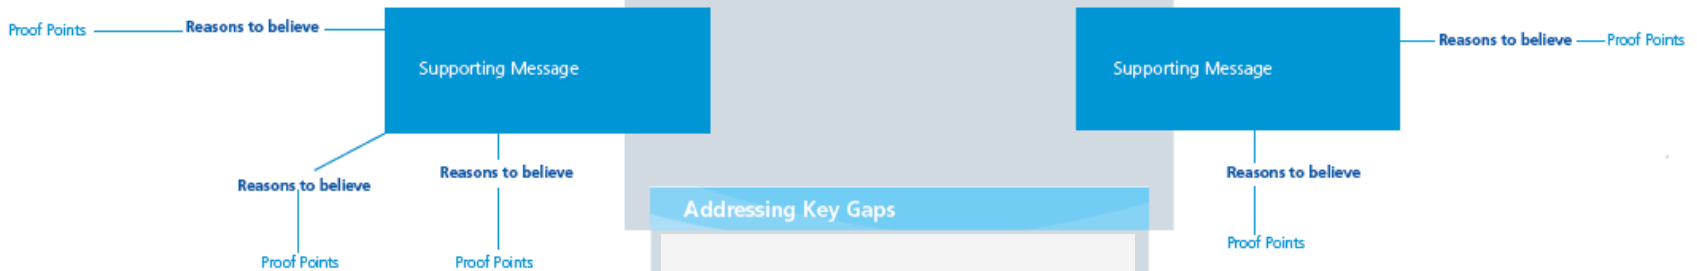 Proof Points
Reasons to believe
Supporting Message
Reasons to believe
Proof Points
Reasons to believe
Proof Points
Supporting Message
Reasons to believe
Proof Points
Reasons to believe
Proof Points
Addressing Key Gaps